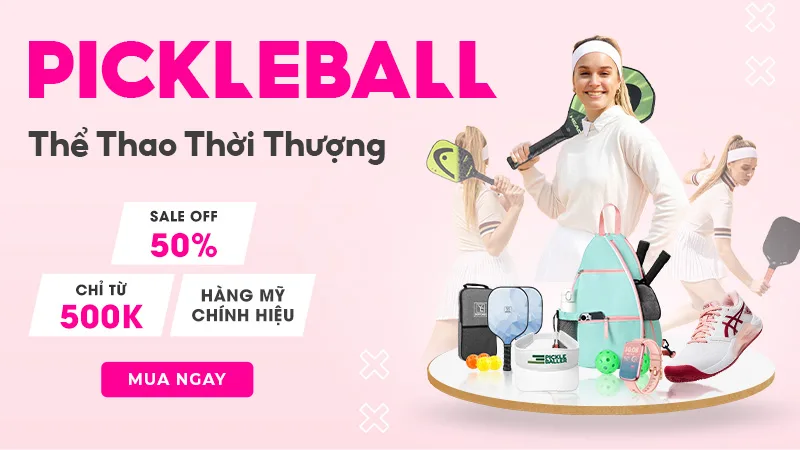 PICKLEBALL
Thể Thao Thời Thượng
SALE OFF
50%
CHỈ TỪ
500K
HÀNG MỸ
CHÍNH HIỆU
MUA NGAY
PICKLE
BALLER
asics